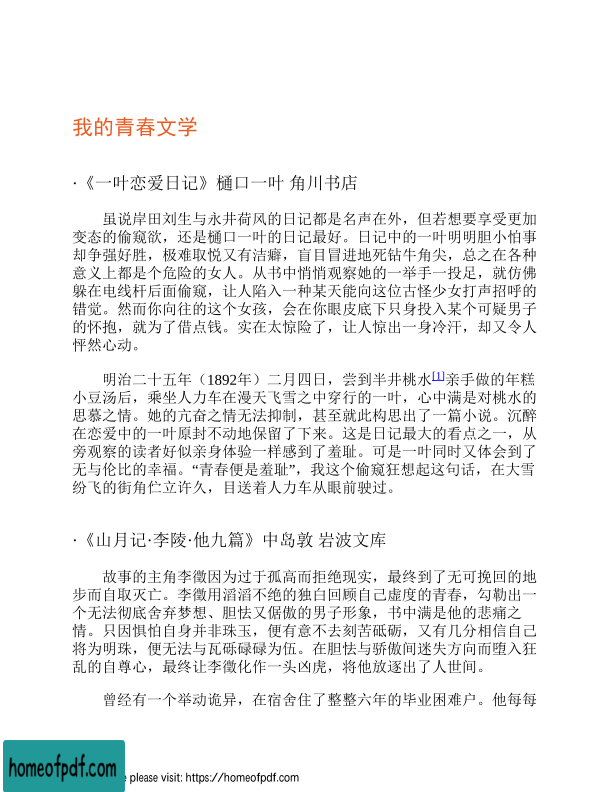 我的青春文学
·《一叶恋爱日记》樋口一叶 角川书店
虽说岸田刘生与永井荷风的日记都是名声在外，但若想要享受更加
变态的偷窥欲，还是樋口一叶的日记最好。日记中的一叶明明胆小怕事
却争强好胜，极难取悦又有洁癖，盲目冒进地死钻牛角尖，总之在各种
意义上都是个危险的女人。从书中悄悄观察她的一举手一投足，就仿佛
躲在电线杆后面偷窥，让人陷入一种某天能向这位古怪少女打声招呼的
错觉。然而你向往的这个女孩，会在你眼皮底下只身投入某个可疑男子
的怀抱，就为了借点钱。实在太惊险了，让人惊出一身冷汗，却又令人
怦然心动。
明治二十五年（1892年）二月四日，尝到半井桃水[1]亲手做的年糕
小豆汤后，乘坐人力车在漫天飞雪之中穿行的一叶，心中满是对桃水的
思慕之情。她的亢奋之情无法抑制，甚至就此构思出了一篇小说。沉醉
在恋爱中的一叶原封不动地保留了下来。这是日记最大的看点之一，从
旁观察的读者好似亲身体验一样感到了羞耻。可是一叶同时又体会到了
无与伦比的幸福。“青春便是羞耻”，我这个偷窥狂想起这句话，在大雪
纷飞的街角伫立许久，目送着人力车从眼前驶过。
·《山月记·李陵·他九篇》中岛敦 岩波文库
故事的主角李徵因为过于孤高而拒绝现实，最终到了无可挽回的地
步而自取灭亡。李徵用滔滔不绝的独白回顾自己虚度的青春，勾勒出一
个无法彻底舍弃梦想、胆怯又倨傲的男子形象，书中满是他的悲痛之
情。只因惧怕自身并非珠玉，便有意不去刻苦砥砺，又有几分相信自己
将为明珠，便无法与瓦砾碌碌为伍。在胆怯与骄傲间迷失方向而堕入狂
乱的自尊心，最终让李徵化作一头凶虎，将他放逐出了人世间。
曾经有一个举动诡异，在宿舍住了整整六年的毕业困难户。他每每
homeofpdf.com
e please visit: https://homeofpdf.com